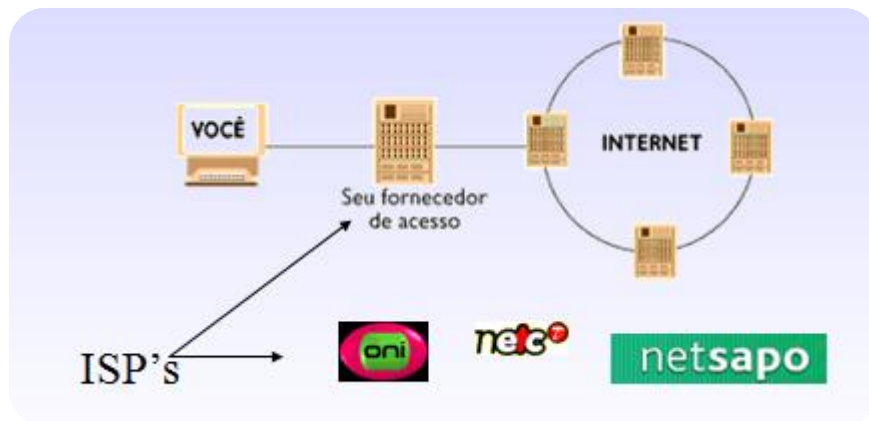 VOCÊ
INTERNET
Seu fornecedor
de acesso
ISP's
oni
netc
netsapo